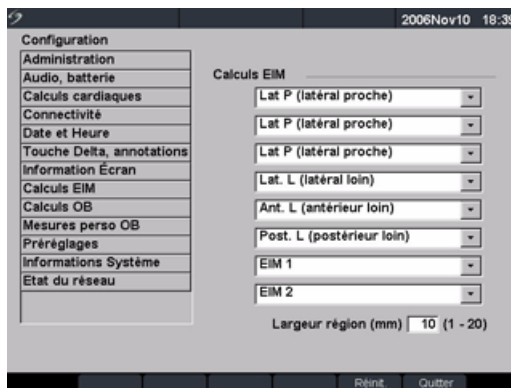 2006Nov10 18:39
Configuration
Administration
Audio, batterie
Calculs cardiaques
Connectivité
Date et Heure
Touche Delta, annotations
Information Écran
Calculs EIM
Calculs OB
Mesures perso OB
Préréglages
Informations Système
Etat du réseau
Calculs EIM
Lat P (latéral proche)
Lat P (latéral proche)
Lat P (latéral proche)
Lat. L (latéral loin)
Ant. L (antérieur loin)
Post. L (postérieur loin)
EIM 1
EIM 2
Largeur région (mm) 10 (1 - 20)
Réinit. Quitter